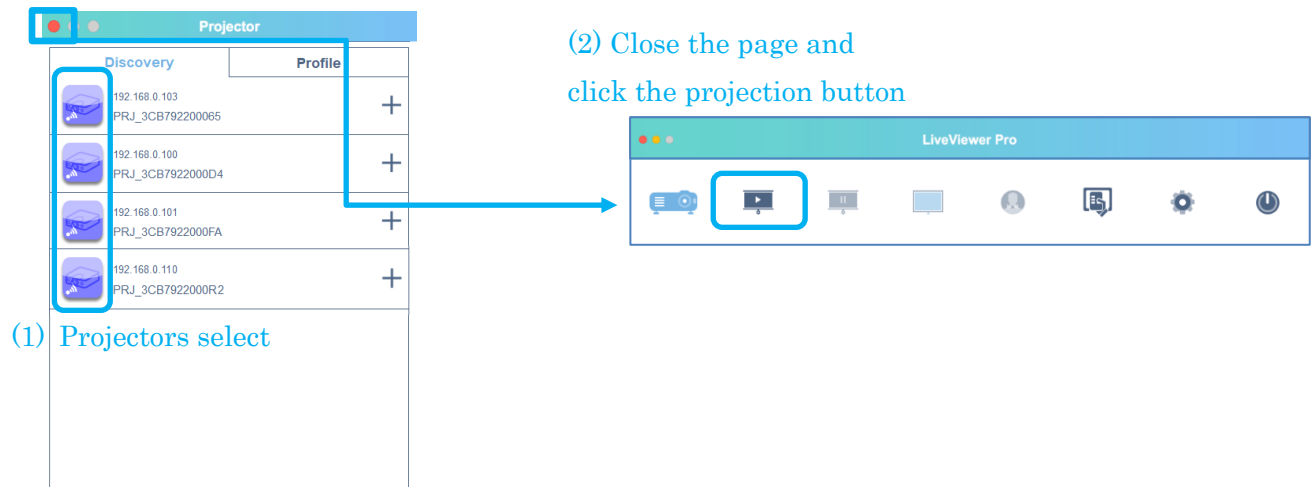 Projector
Discovery
Profile
192.168.0.103
PRJ_3CB792200065
192.168.0.100
PRJ_3CB7922000D4
192.168.0.101
PRJ_3CB7922000FA
192.168.0.110
PRJ_3CB7922000R2
(1) Projectors select
(2) Close the page and
click the projection button
LiveViewer Pro